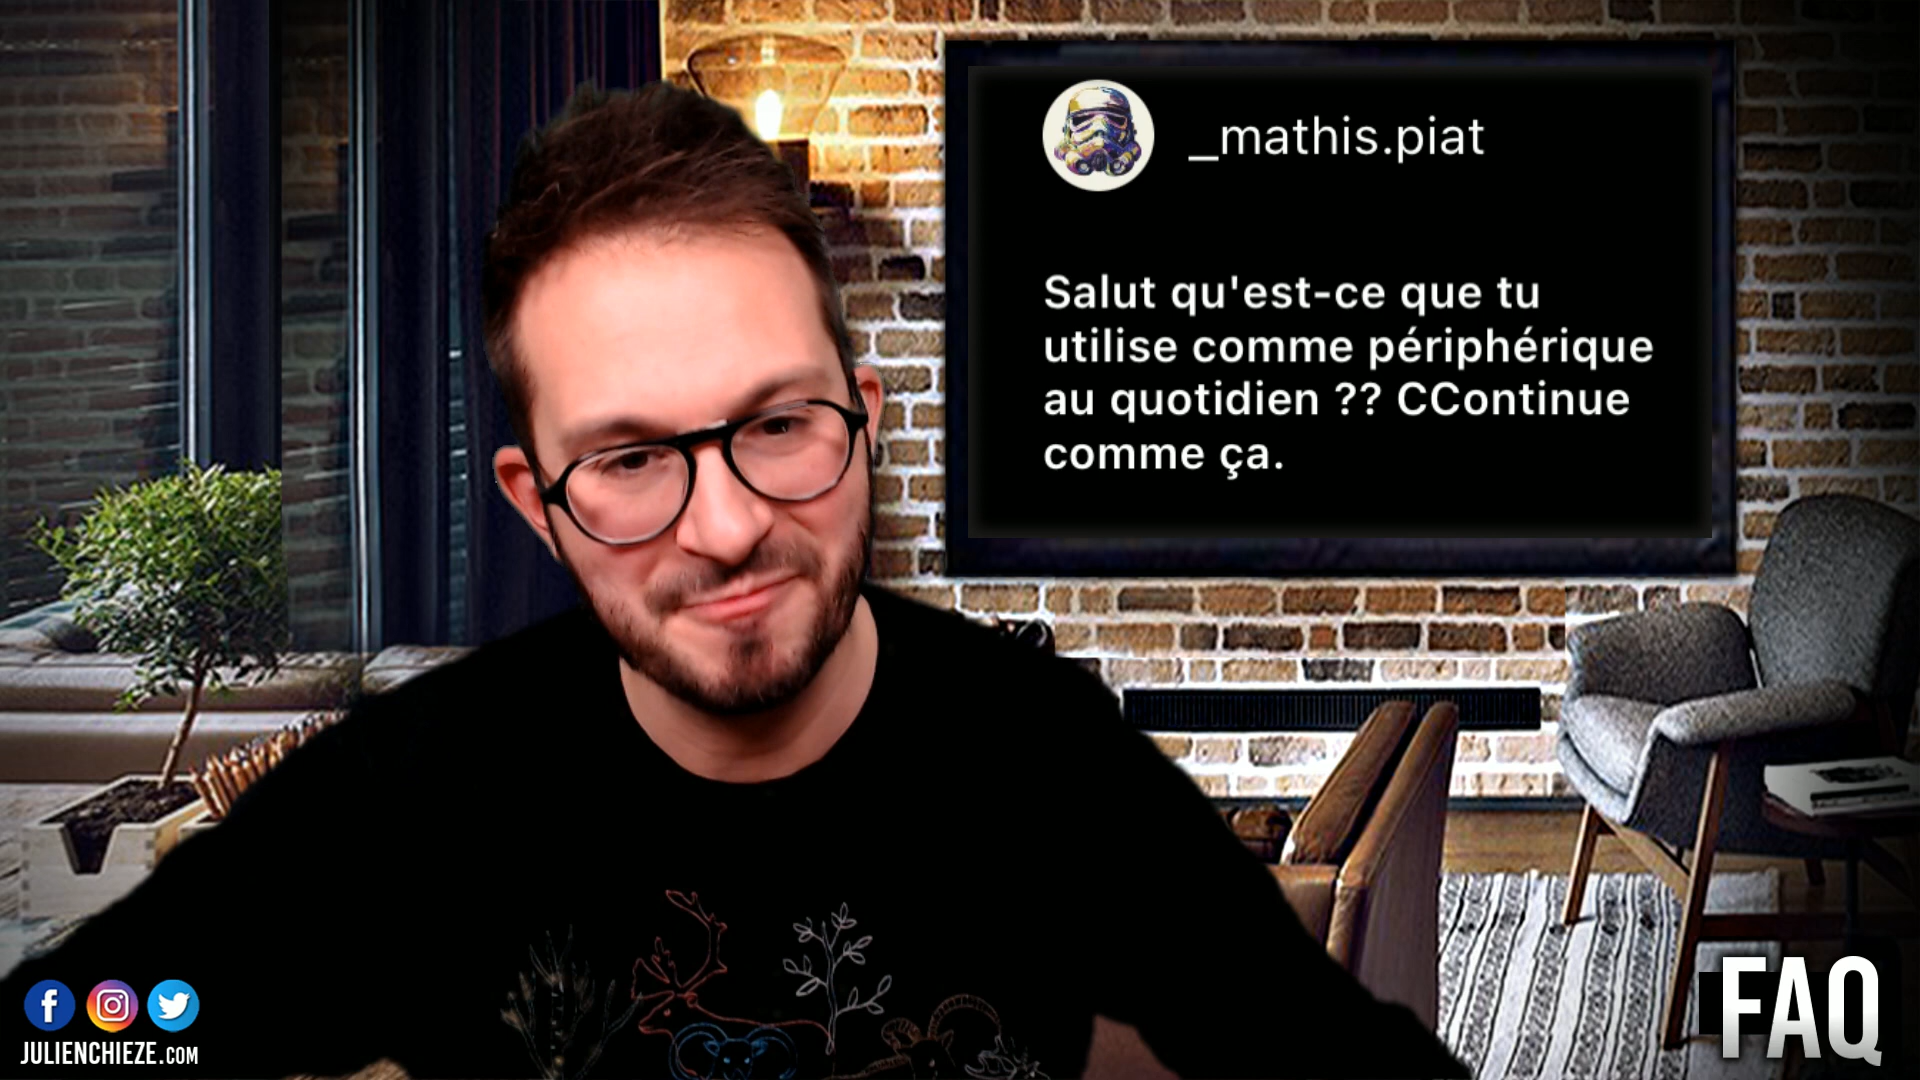 _mathis.piat
Salut qu'est-ce que tu
utilise comme périphérique
au quotidien ?? CContinue
comme ça.
JULIENCHIEZE.COM
FAQ